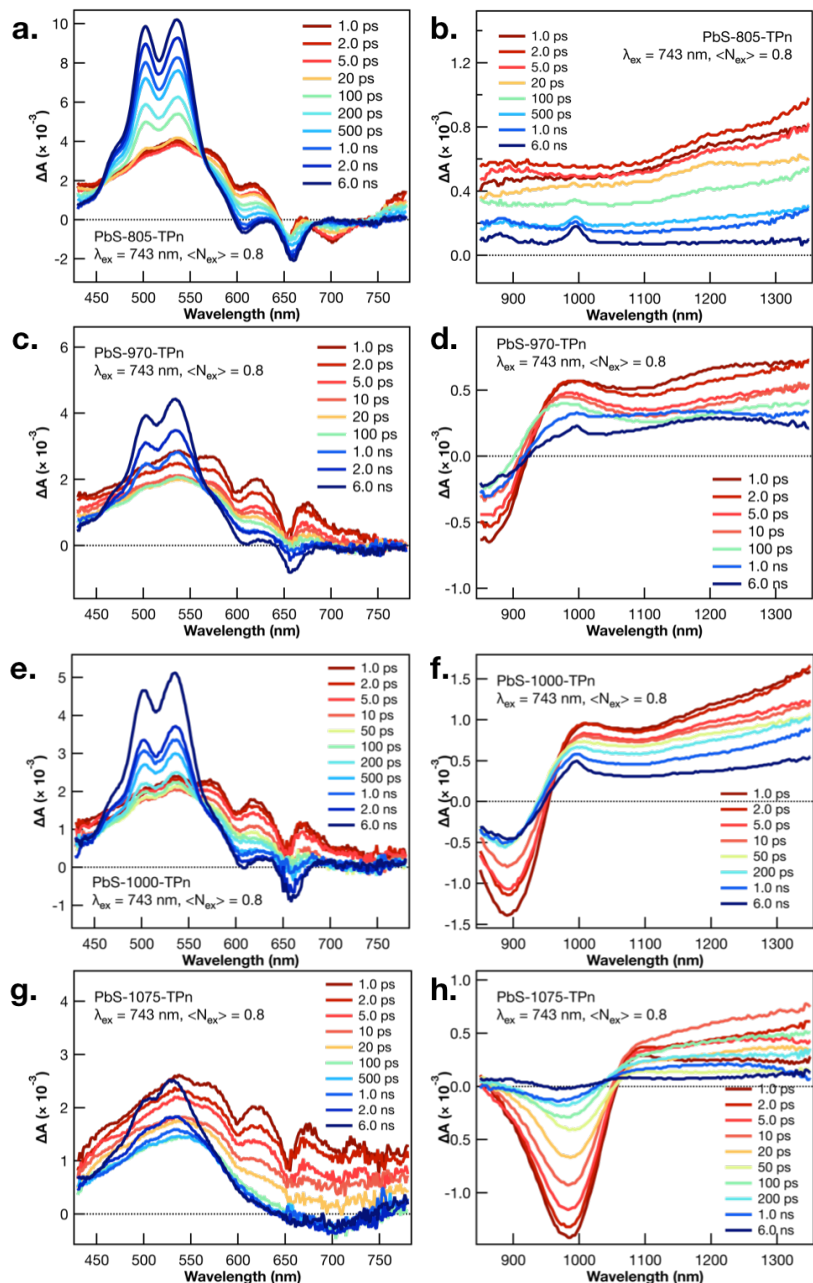 a.
ΔA (× 10⁻³)
10
8
6
4
2
0
-2
1.0 ps
2.0 ps
5.0 ps
20 ps
100 ps
200 ps
500 ps
1.0 ns
2.0 ns
6.0 ns
PbS-805-TPn
λex = 743 nm, <Nex> = 0.8
450 500 550 600 650 700 750
Wavelength (nm)
b.
ΔA (× 10⁻³)
1.2
0.8
0.4
0.0
1.0 ps
2.0 ps
5.0 ps
20 ps
100 ps
500 ps
1.0 ns
6.0 ns
PbS-805-TPn
λex = 743 nm, <Nex> = 0.8
900 1000 1100 1200 1300
Wavelength (nm)
c.
ΔA (× 10⁻³)
6
4
2
0
PbS-970-TPn
λex = 743 nm, <Nex> = 0.8
1.0 ps
2.0 ps
5.0 ps
10 ps
20 ps
100 ps
1.0 ns
2.0 ns
6.0 ns
450 500 550 600 650 700 750
Wavelength (nm)
d.
ΔA (× 10⁻³)
0.5
0.0
-0.5
-1.0
PbS-970-TPn
λex = 743 nm, <Nex> = 0.8
1.0 ps
2.0 ps
5.0 ps
10 ps
100 ps
1.0 ns
6.0 ns
900 1000 1100 1200 1300
Wavelength (nm)
e.
ΔA (× 10⁻³)
5
4
3
2
1
0
-1
1.0 ps
2.0 ps
5.0 ps
10 ps
50 ps
100 ps
200 ps
500 ps
1.0 ns
2.0 ns
6.0 ns
PbS-1000-TPn
λex = 743 nm, <Nex> = 0.8
450 500 550 600 650 700 750
Wavelength (nm)
f.
ΔA (× 10⁻³)
1.5
1.0
0.5
0.0
-0.5
-1.0
-1.5
PbS-1000-TPn
λex = 743 nm, <Nex> = 0.8
1.0 ps
2.0 ps
5.0 ps
10 ps
50 ps
200 ps
1.0 ns
6.0 ns
900 1000 1100 1200 1300
Wavelength (nm)
g.
ΔA (× 10⁻³)
4
3
2
1
0
PbS-1075-TPn
λex = 743 nm, <Nex> = 0.8
1.0 ps
2.0 ps
5.0 ps
10 ps
20 ps
100 ps
500 ps
1.0 ns
2.0 ns
6.0 ns
450 500 550 600 650 700 750
Wavelength (nm)
h.
ΔA (× 10⁻³)
1.0
0.5
0.0
-0.5
-1.0
PbS-1075-TPn
λex = 743 nm, <Nex> = 0.8
1.0 ps
2.0 ps
5.0 ps
10 ps
20 ps
50 ps
100 ps
200 ps
1.0 ns
6.0 ns
900 1000 1100 1200 1300
Wavelength (nm)